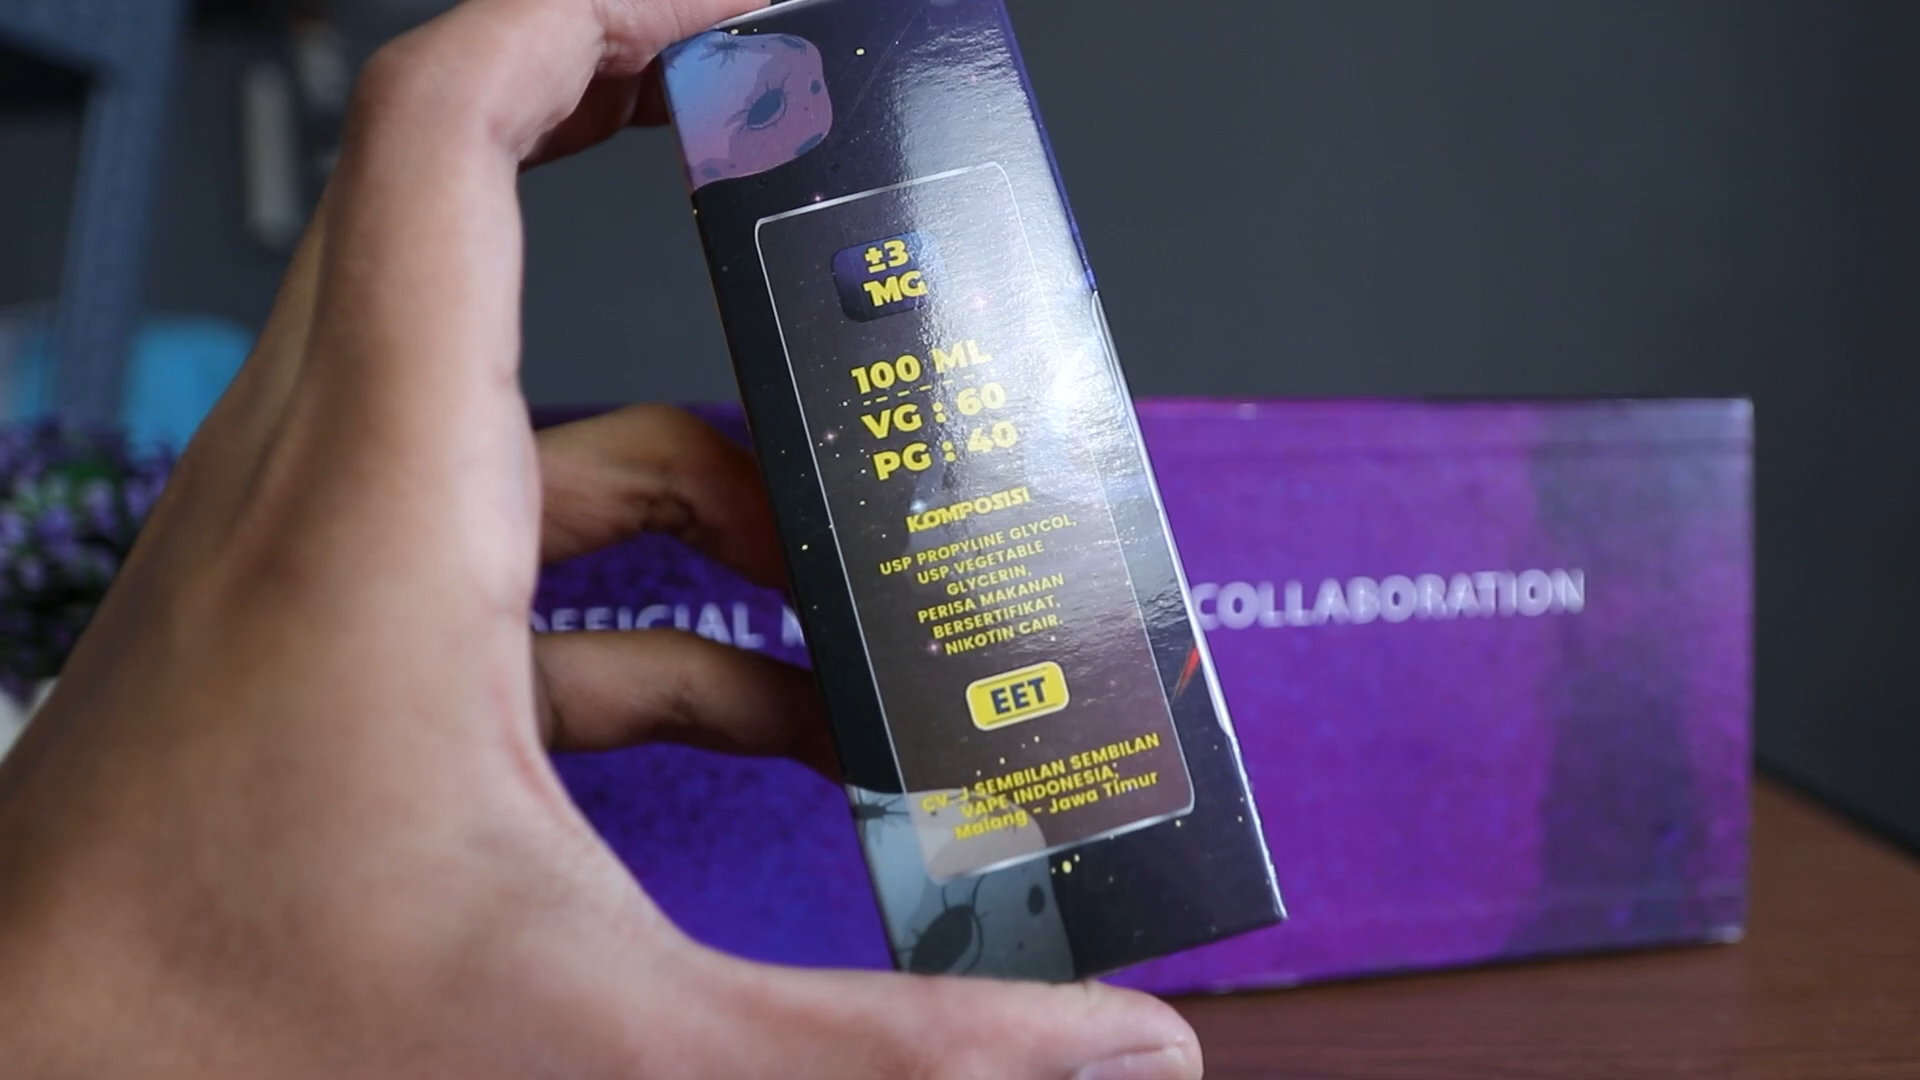 ±3
MG
100 ML
VG : 60
PG : 40
KOMPOSISI
USP PROPYLINE GLYCOL,
USP VEGETABLE
GLYCERIN,
PERISA MAKANAN
BERSERTIFIKAT,
NIKOTIN CAIR.
EET
CV. J SEMBILAN SEMBILAN
VAPE INDONESIA,
Malang - Jawa Timur
OFFICIAL COLLABORATION